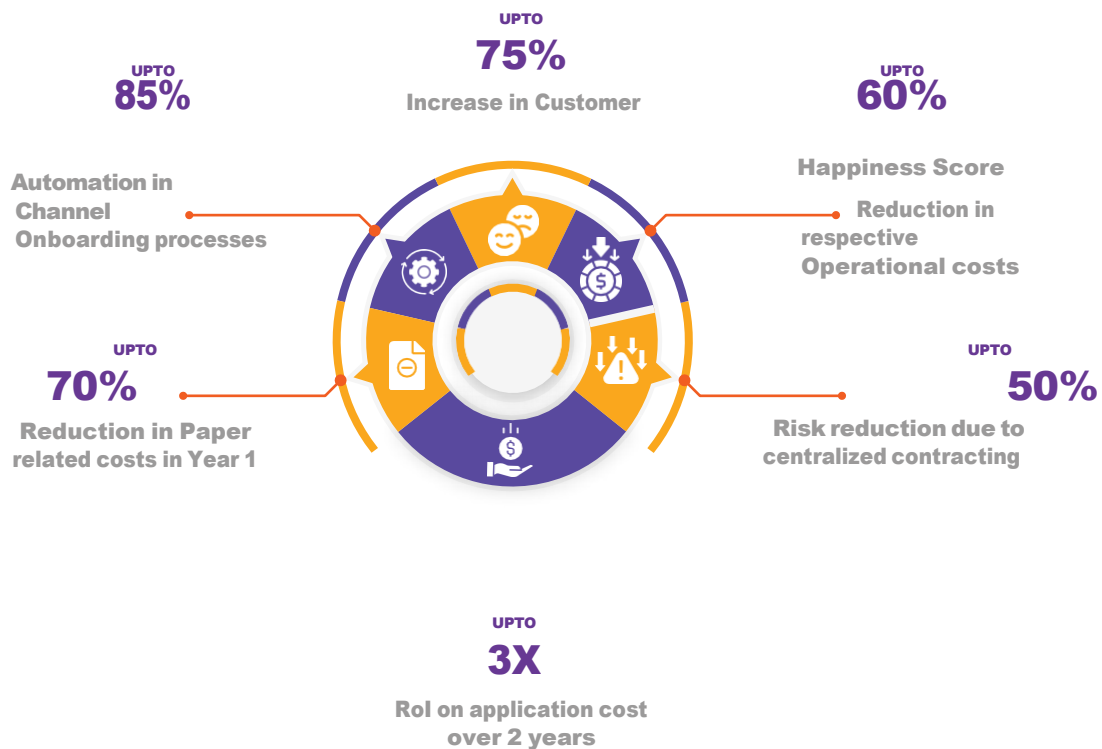 UPTO
75%
Increase in Customer
UPTO
85%
Automation in
Channel
Onboarding processes
UPTO
60%
Happiness Score
Reduction in
respective
Operational costs
UPTO
70%
Reduction in Paper
related costs in Year 1
UPTO
50%
Risk reduction due to
centralized contracting
$
!
$
UPTO
3X
RoI on application cost
over 2 years